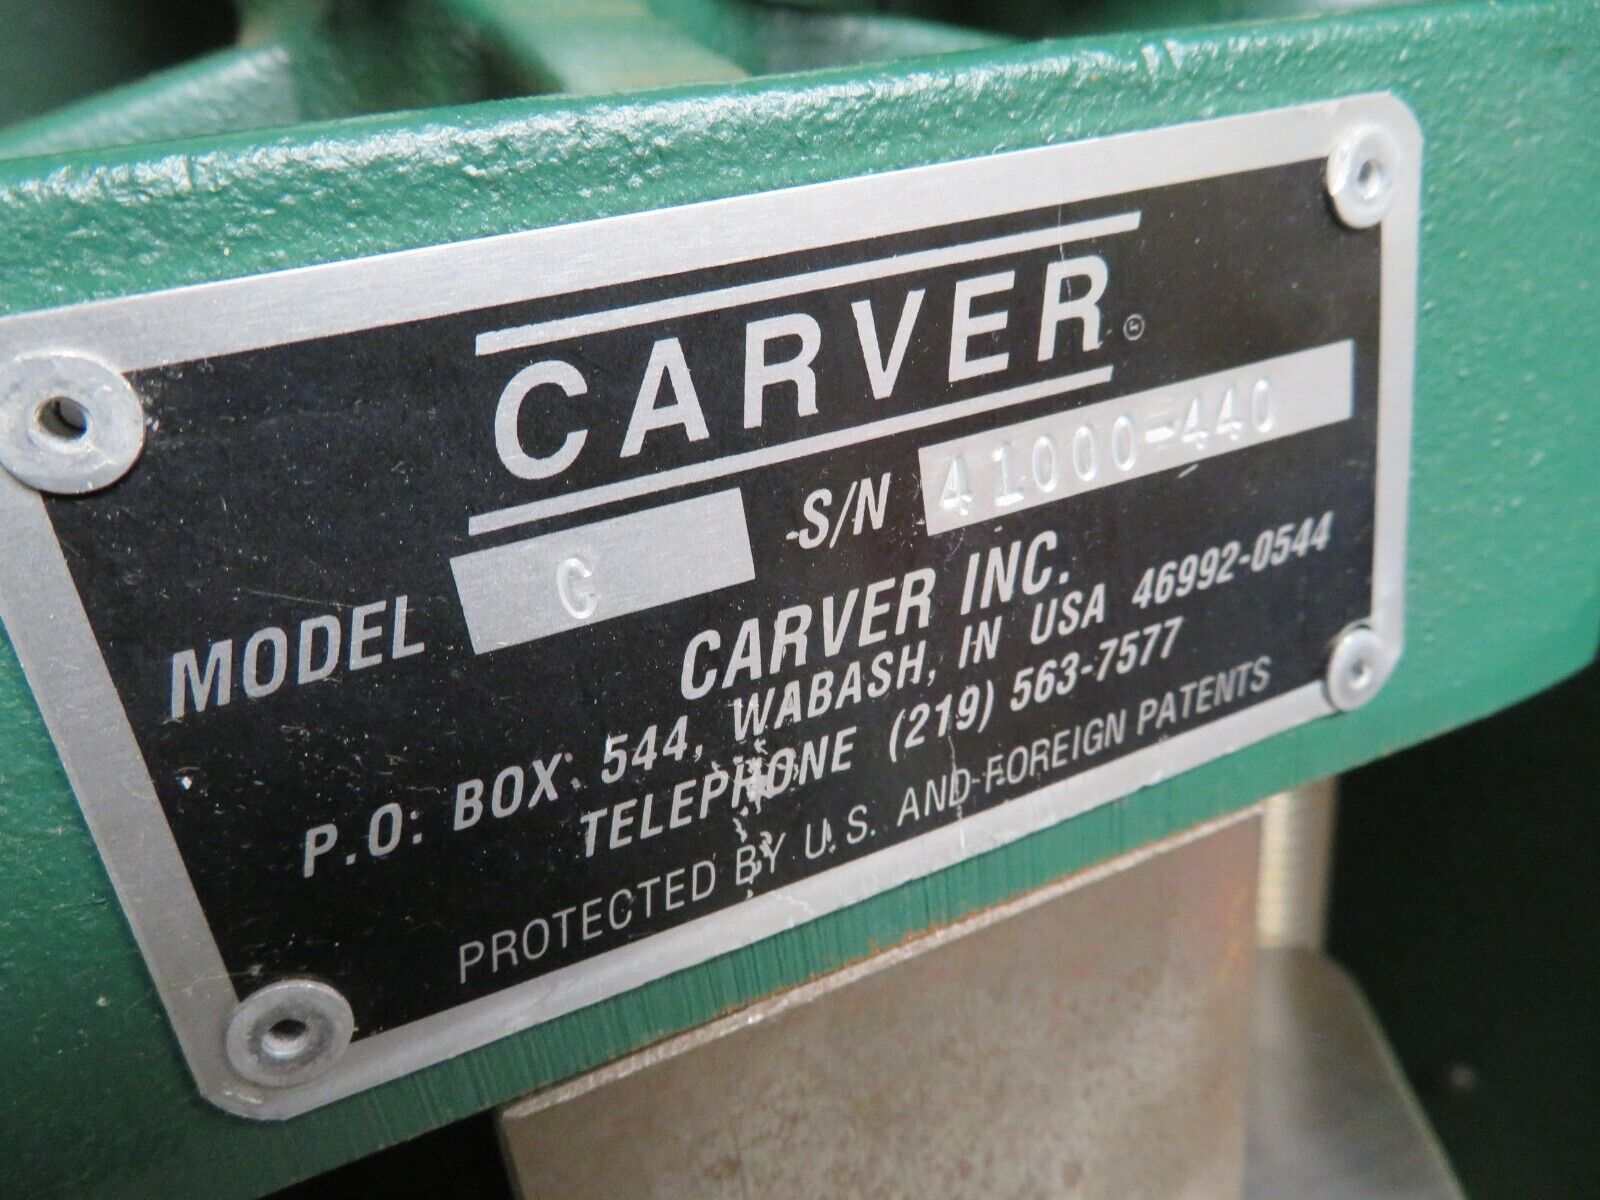 CARVER®
MODEL C S/N 41000-440
CARVER INC.
P.O. BOX 544, WABASH, IN USA 46992-0544
TELEPHONE (219) 563-7577
PROTECTED BY U.S. AND FOREIGN PATENTS